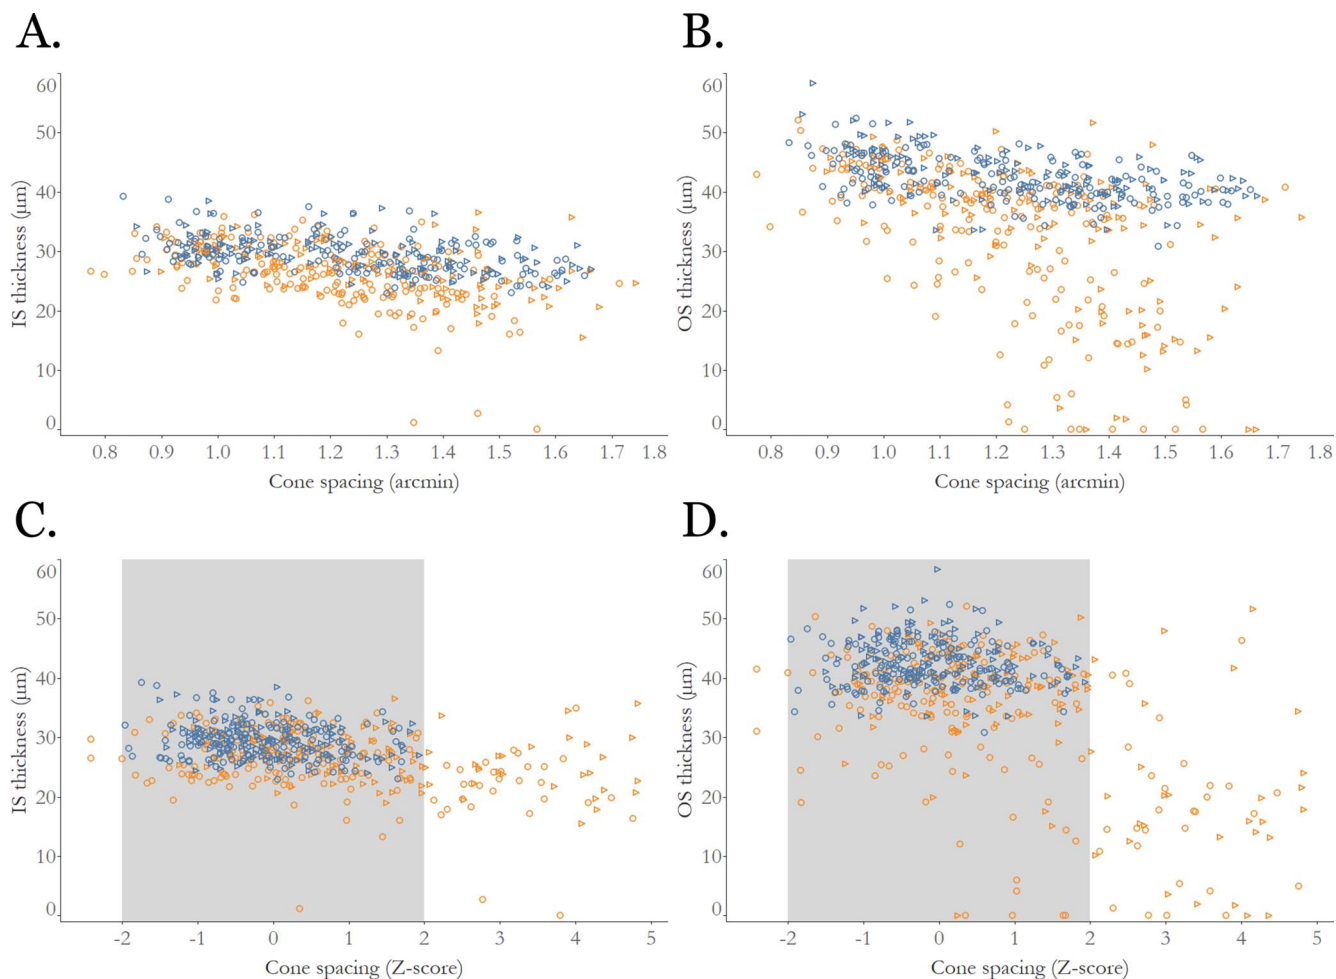 A.
60
50
40
30
20
10
0
IS thickness (μm)
0.8 0.9 1.0 1.1 1.2 1.3 1.4 1.5 1.6 1.7 1.8
Cone spacing (arcmin)
B.
60
50
40
30
20
10
0
OS thickness (μm)
0.8 1.0 1.1 1.2 1.3 1.4 1.5 1.6 1.7 1.8
Cone spacing (arcmin)
C.
60
50
40
30
20
10
0
IS thickness (μm)
-2 -1 0 1 2 3 4 5
Cone spacing (Z-score)
D.
60
50
40
30
20
10
0
OS thickness (μm)
-2 -1 0 1 2 3 4 5
Cone spacing (Z-score)